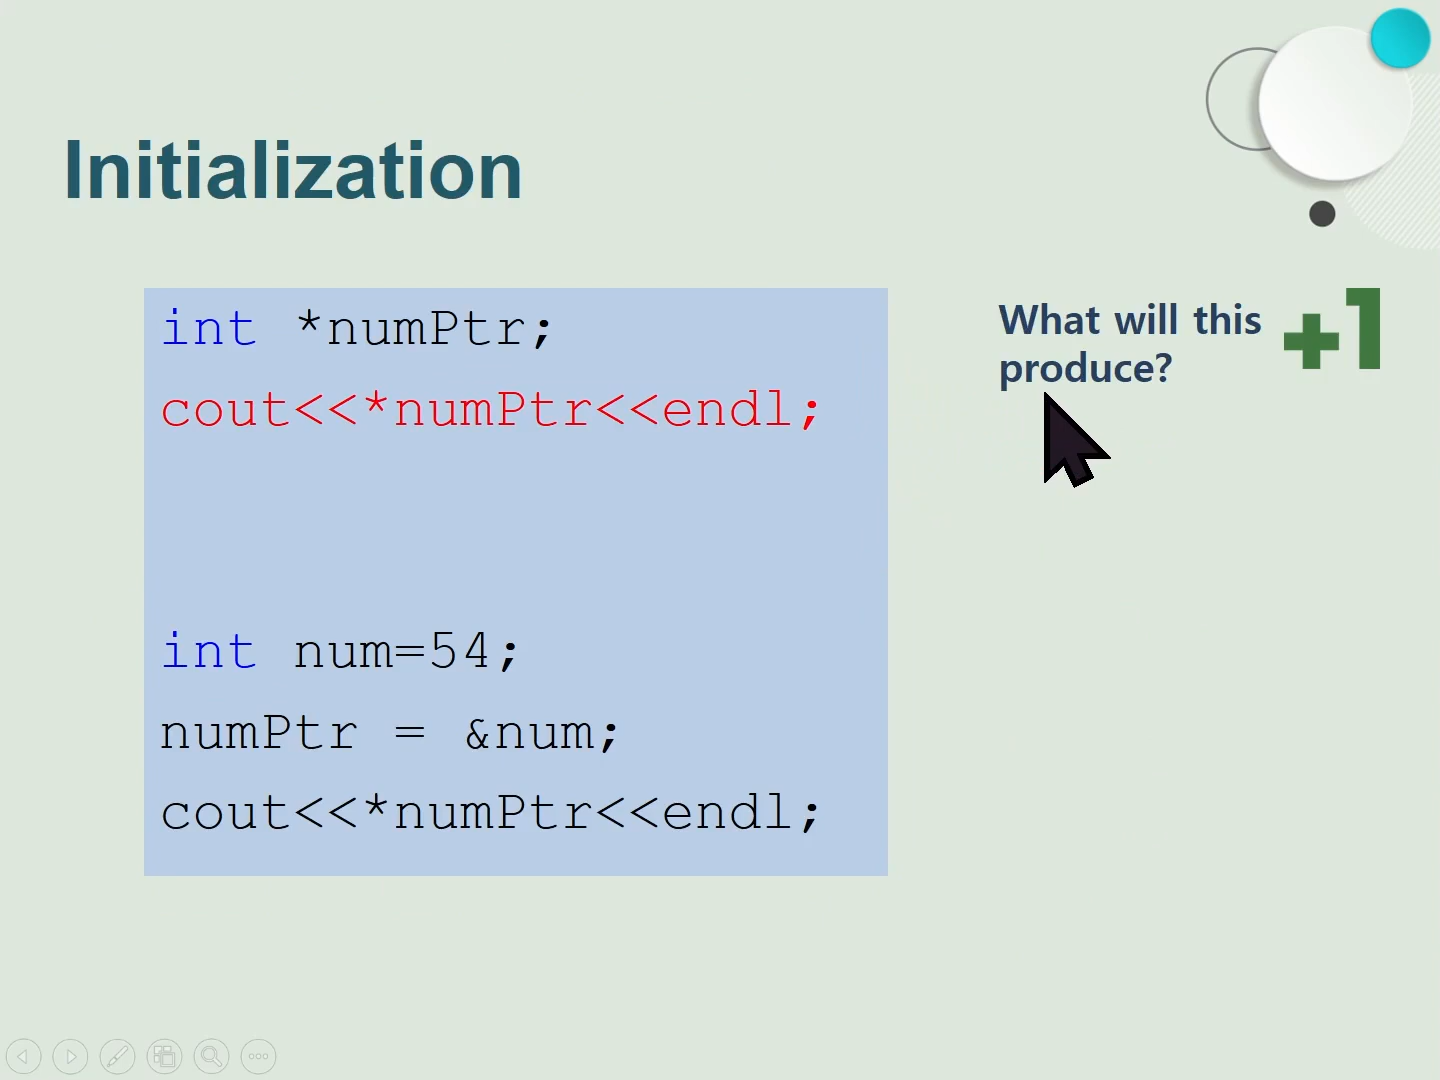 Initialization
int *numPtr;
cout<<*numPtr<<endl;
int num=54;
numPtr = &num;
cout<<*numPtr<<endl;
What will this
produce?
+1